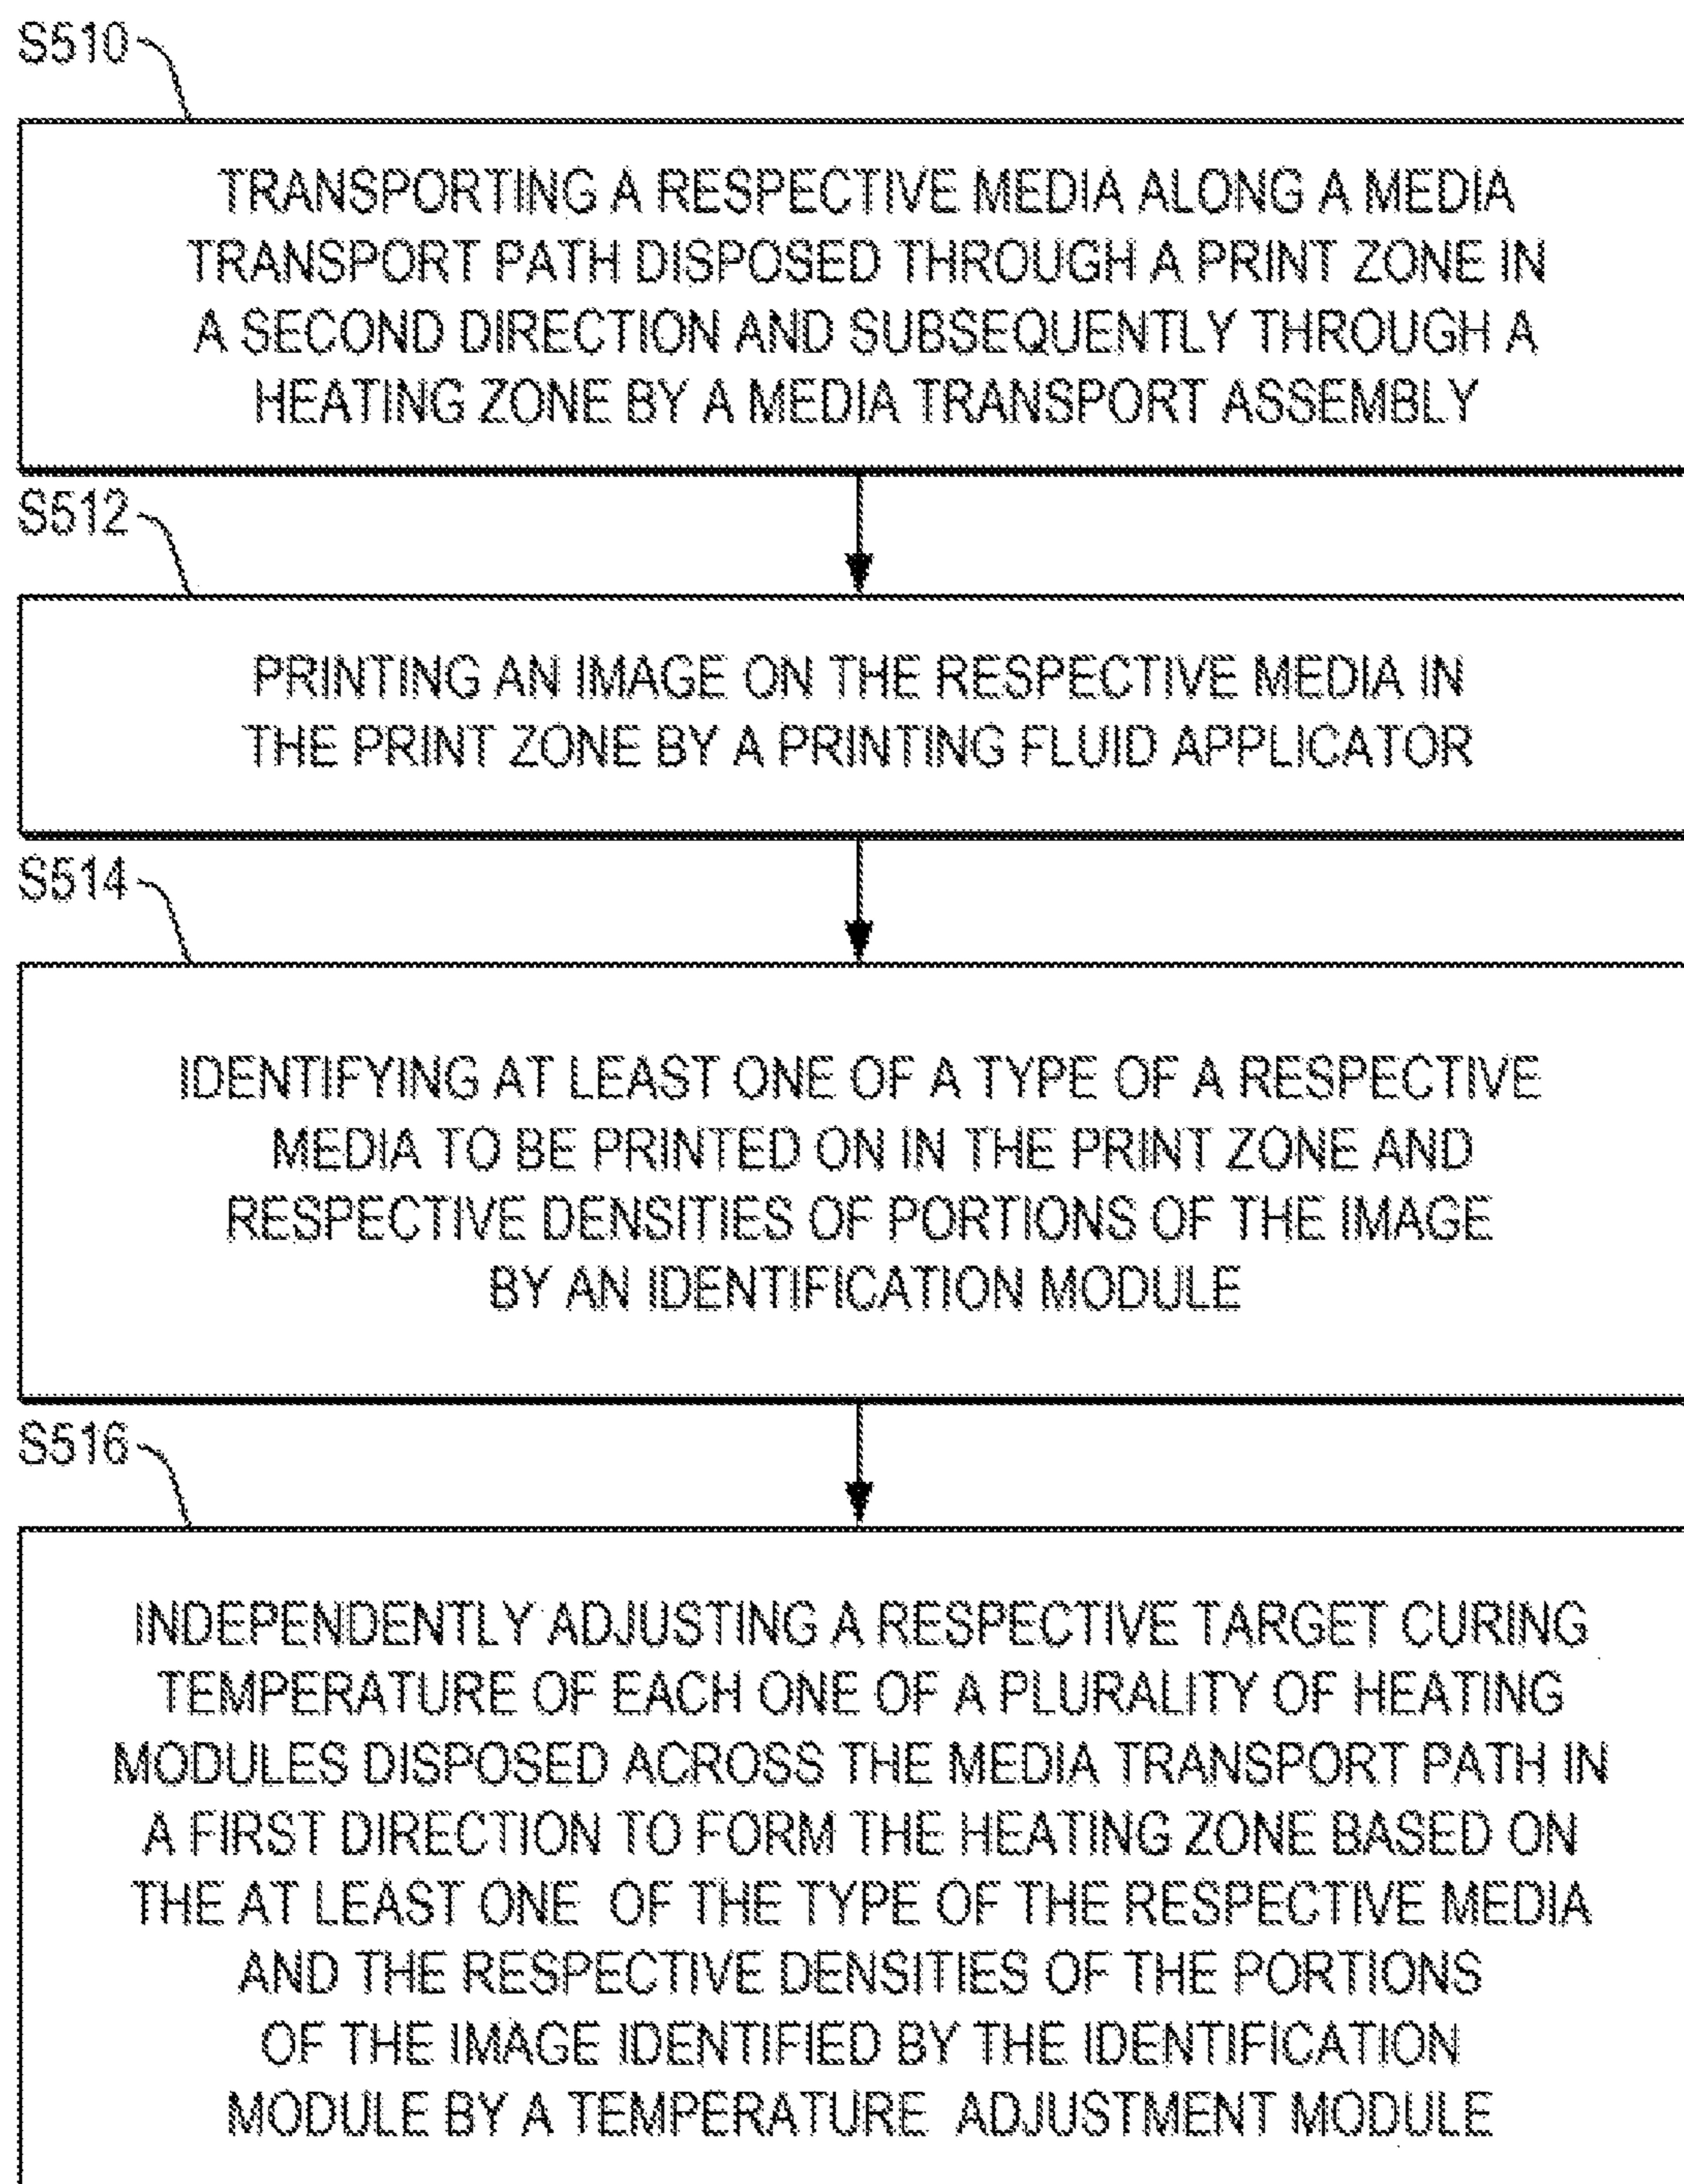 S510
TRANSPORTING A RESPECTIVE MEDIA ALONG A MEDIA
TRANSPORT PATH DISPOSED THROUGH A PRINT ZONE IN
A SECOND DIRECTION AND SUBSEQUENTLY THROUGH A
HEATING ZONE BY A MEDIA TRANSPORT ASSEMBLY
S512
PRINTING AN IMAGE ON THE RESPECTIVE MEDIA IN
THE PRINT ZONE BY A PRINTING FLUID APPLICATOR
S514
IDENTIFYING AT LEAST ONE OF A TYPE OF A RESPECTIVE
MEDIA TO BE PRINTED ON IN THE PRINT ZONE AND
RESPECTIVE DENSITIES OF PORTIONS OF THE IMAGE
BY AN IDENTIFICATION MODULE
S516
INDEPENDENTLY ADJUSTING A RESPECTIVE TARGET CURING
TEMPERATURE OF EACH ONE OF A PLURALITY OF HEATING
MODULES DISPOSED ACROSS THE MEDIA TRANSPORT PATH IN
A FIRST DIRECTION TO FORM THE HEATING ZONE BASED ON
THE AT LEAST ONE OF THE TYPE OF THE RESPECTIVE MEDIA
AND THE RESPECTIVE DENSITIES OF THE PORTIONS
OF THE IMAGE IDENTIFIED BY THE IDENTIFICATION
MODULE BY A TEMPERATURE ADJUSTMENT MODULE